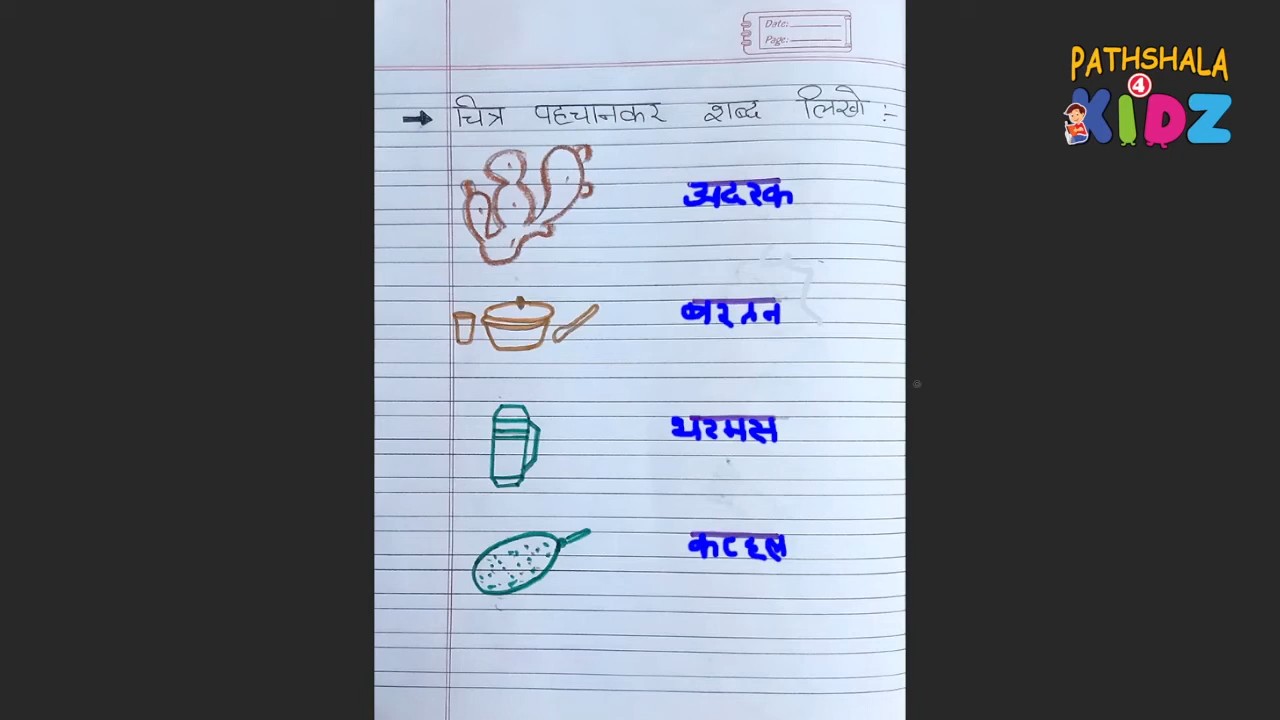 Date:
Page:
PATHSHALA
4
KIDZ
चित्र पहचानकर शब्द लिखो :-
अदरक
बरतन
थरमस
कटहल